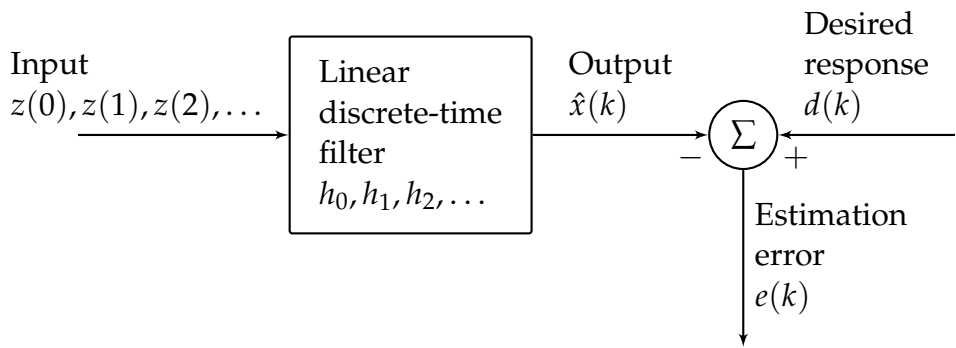 Input
z(0), z(1), z(2), ...
Linear
discrete-time
filter
h₀, h₁, h₂, ...
Output
x̂(k)
Desired
response
d(k)
−
Σ
+
Estimation
error
e(k)